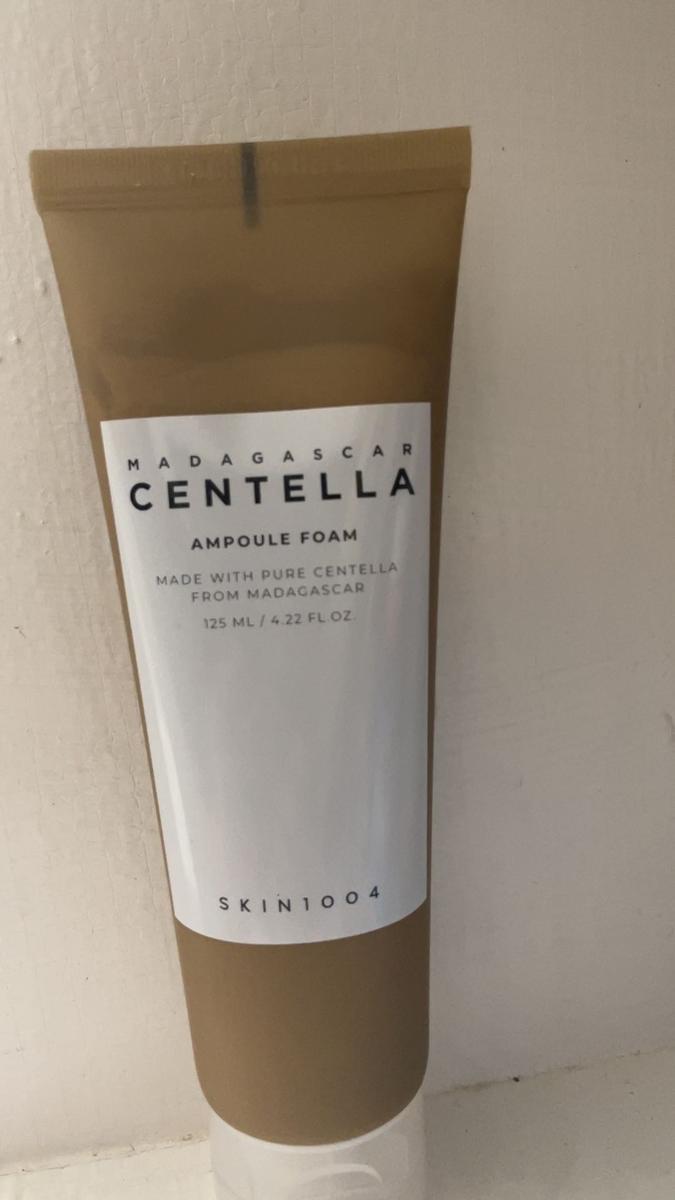 MADAGASCAR
CENTELLA
AMPOULE FOAM
MADE WITH PURE CENTELLA
FROM MADAGASCAR
125 ML / 4.22 FL.OZ.
SKIN1004